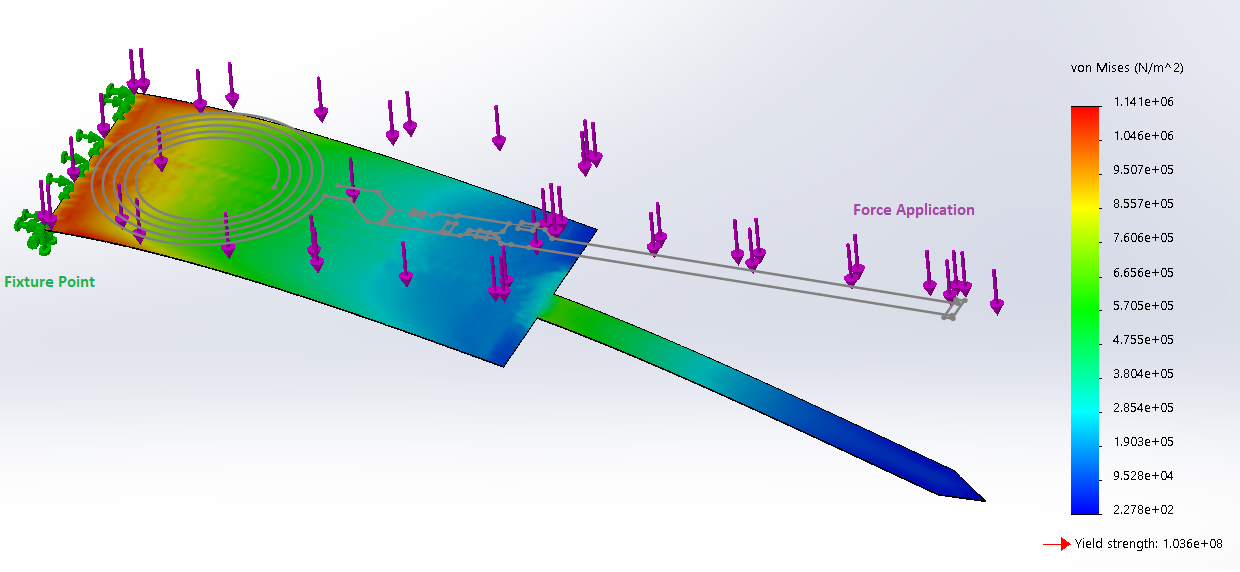 von Mises (N/m^2)
1.141e+06
1.046e+06
9.507e+05
8.557e+05
7.606e+05
6.656e+05
5.705e+05
4.755e+05
3.804e+05
2.854e+05
1.903e+05
9.528e+04
2.278e+02
Yield strength: 1.036e+08
Force Application
Fixture Point